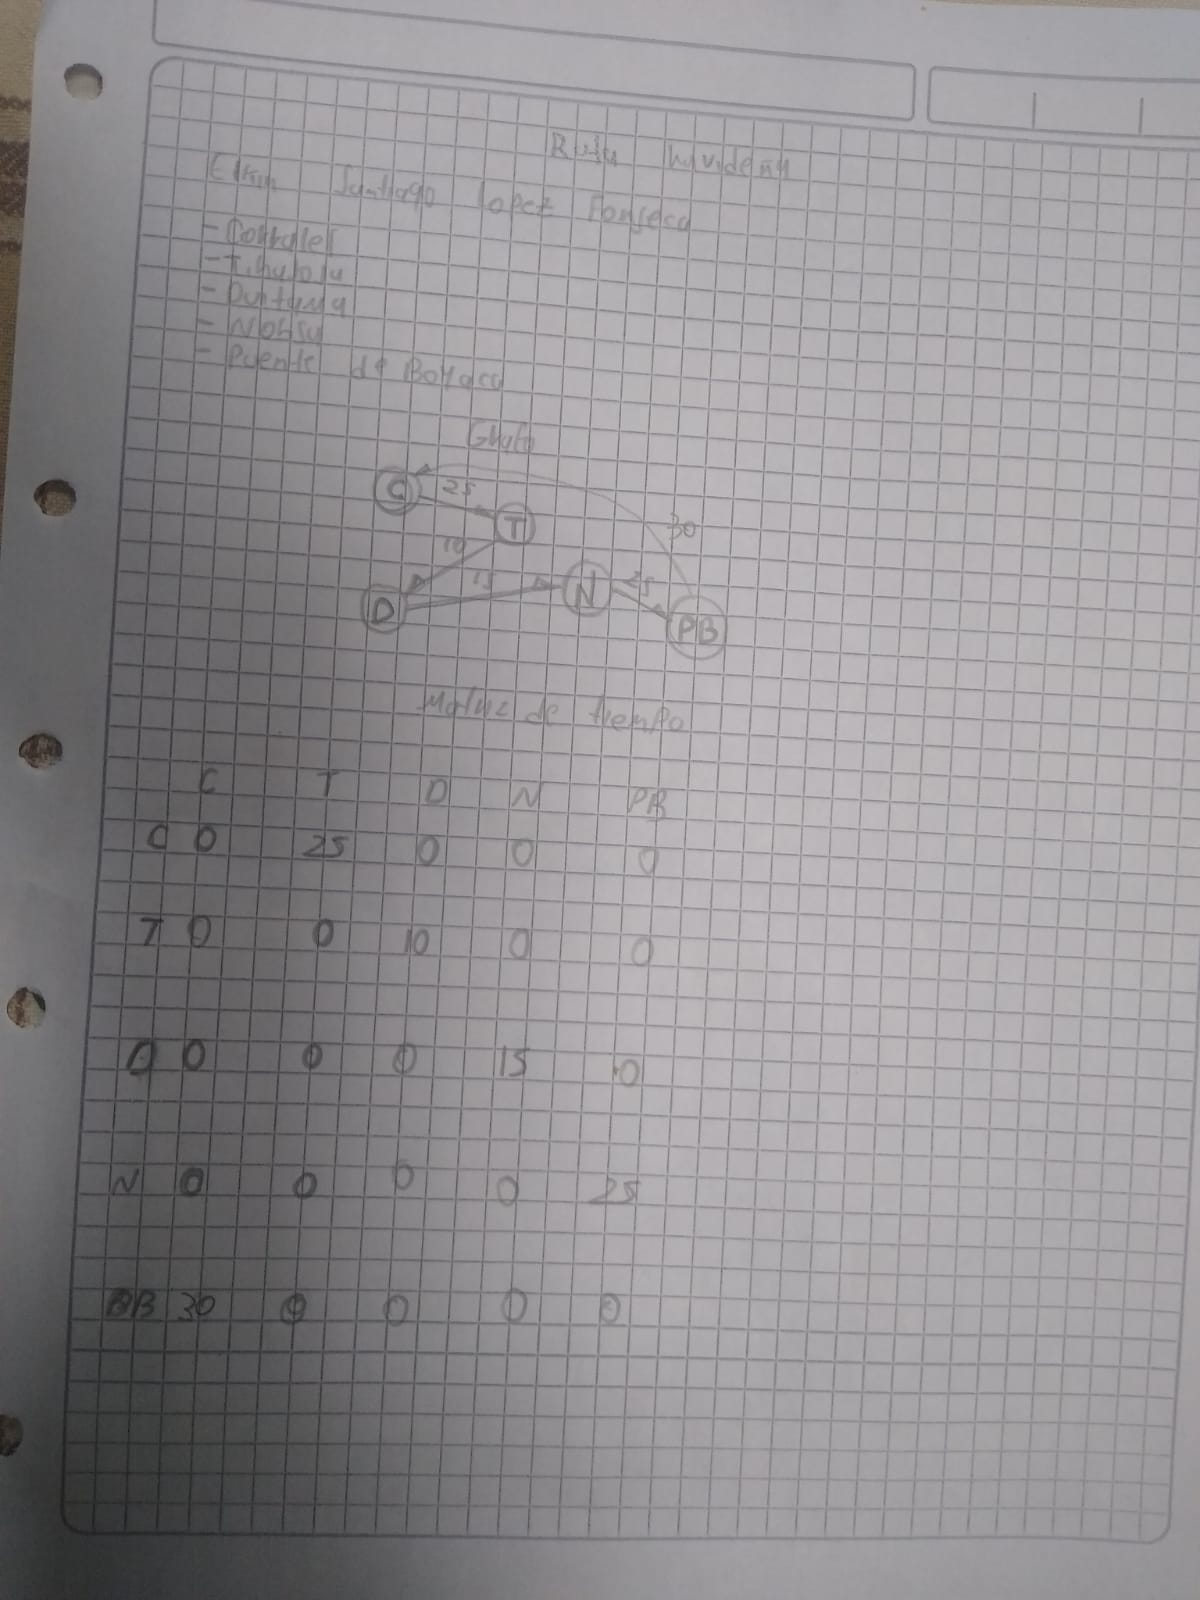 Ruta
Elkin Santiago Lopez Fonseca
- Corrales
- Tibasosa
- Duitama
- Nobsa
- Puente de Boyaca
Grafo
C 25 T
10 30
D 15 N 25 PB
Matriz de tiempo
C T D N PB
C 0 25 0 0 0
T 0 0 10 0 0
D 0 0 0 15 0
N 0 0 0 0 25
PB 30 0 0 0 0